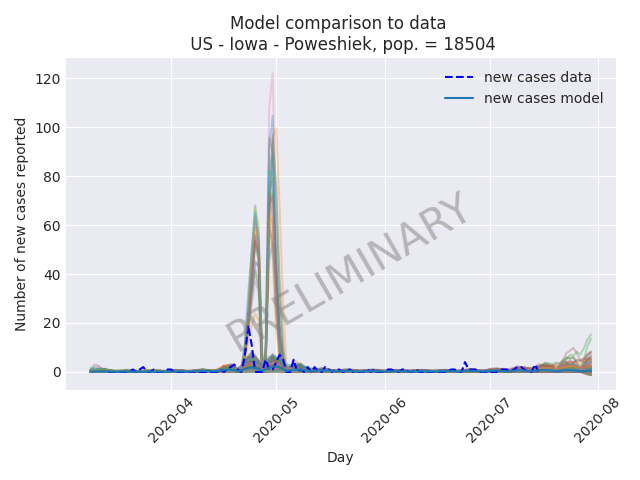 Model comparison to data
US - Iowa - Poweshiek, pop. = 18504
Number of new cases reported
120
100
80
60
40
20
0
new cases data
new cases model
PRELIMINARY
2020-04
2020-05
2020-06
2020-07
2020-08
Day